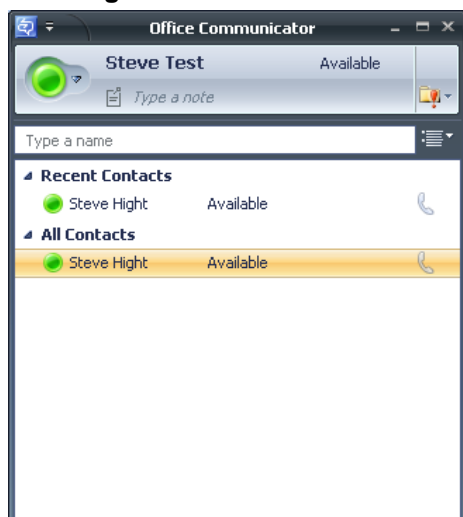 Office Communicator
Steve Test Available
Type a note
Type a name
Recent Contacts
Steve Hight Available
All Contacts
Steve Hight Available